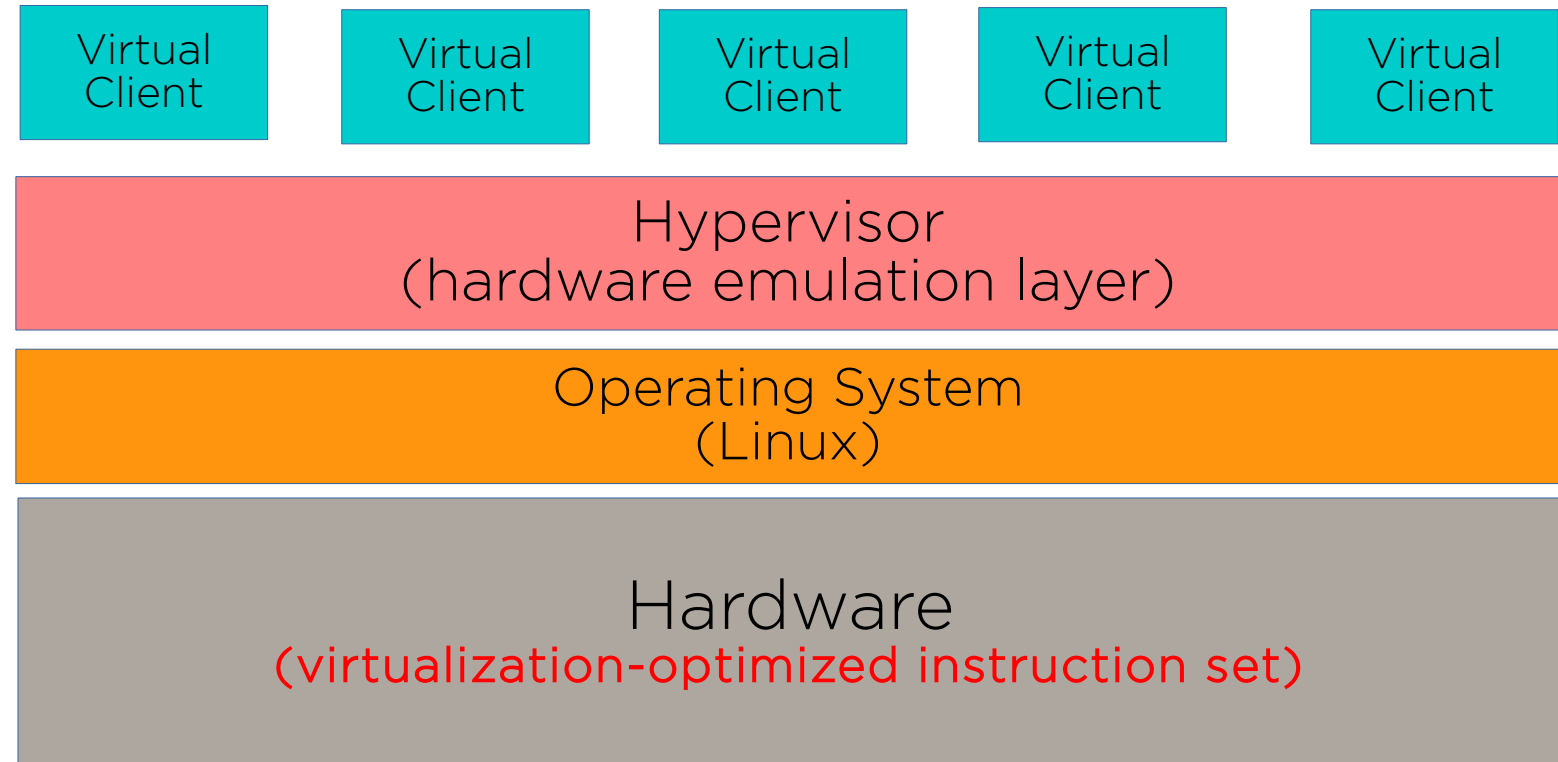 Virtual
Client
Virtual
Client
Virtual
Client
Virtual
Client
Virtual
Client
Hypervisor
(hardware emulation layer)
Operating System
(Linux)
Hardware
(virtualization-optimized instruction set)